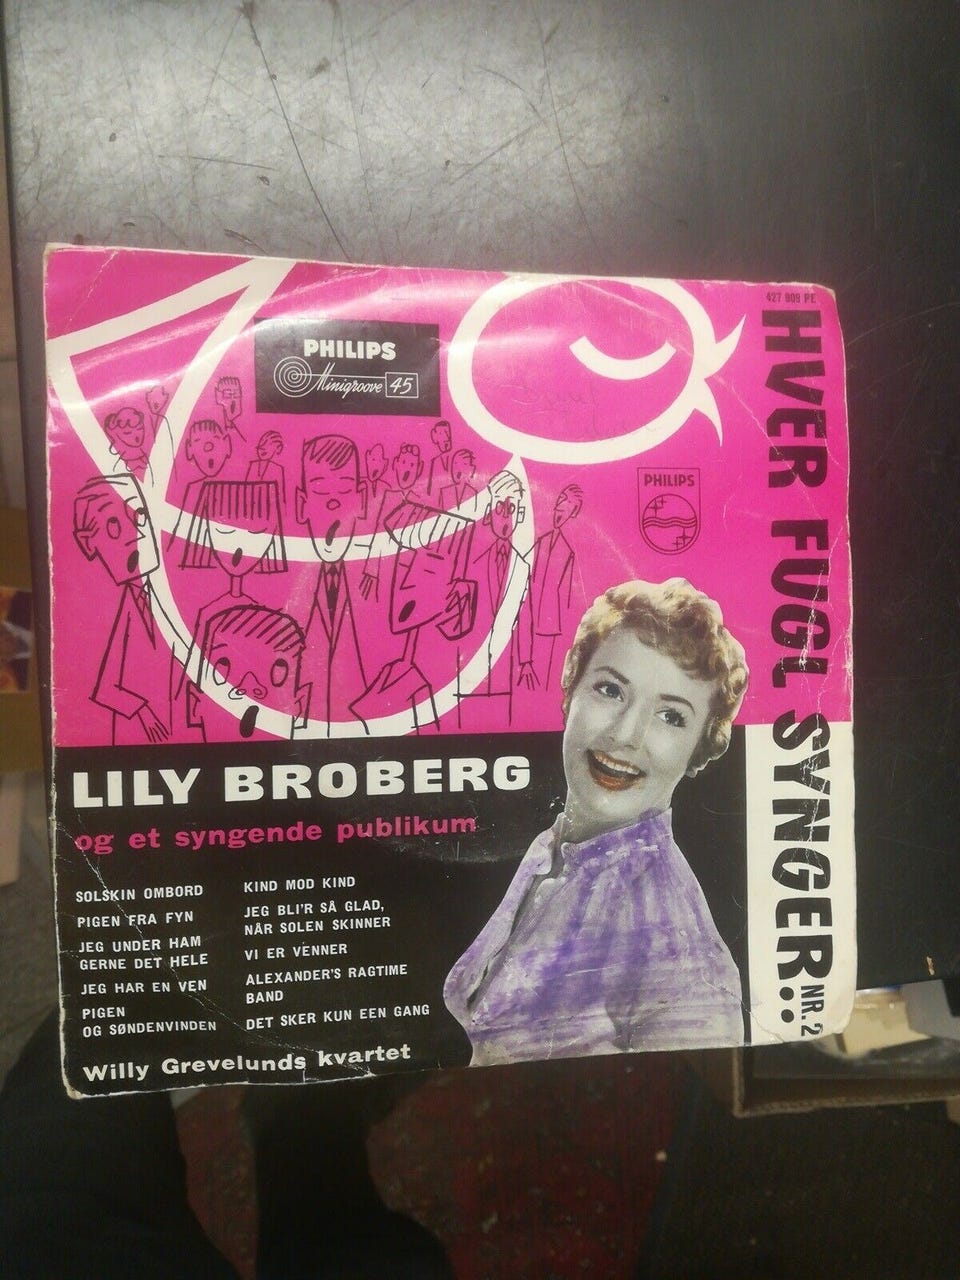 427 909 PE
PHILIPS
Minigroove 45
PHILIPS
HVER FUGL SYNGER.. NR. 2
LILY BROBERG
og et syngende publikum
SOLSKIN OMBORD
PIGEN FRA FYN
JEG UNDER HAM
GERNE DET HELE
JEG HAR EN VEN
PIGEN
OG SØNDENVINDEN
KIND MOD KIND
JEG BLI'R SÅ GLAD,
NÅR SOLEN SKINNER
VI ER VENNER
ALEXANDER'S RAGTIME
BAND
DET SKER KUN EEN GANG
Willy Grevelunds kvartet